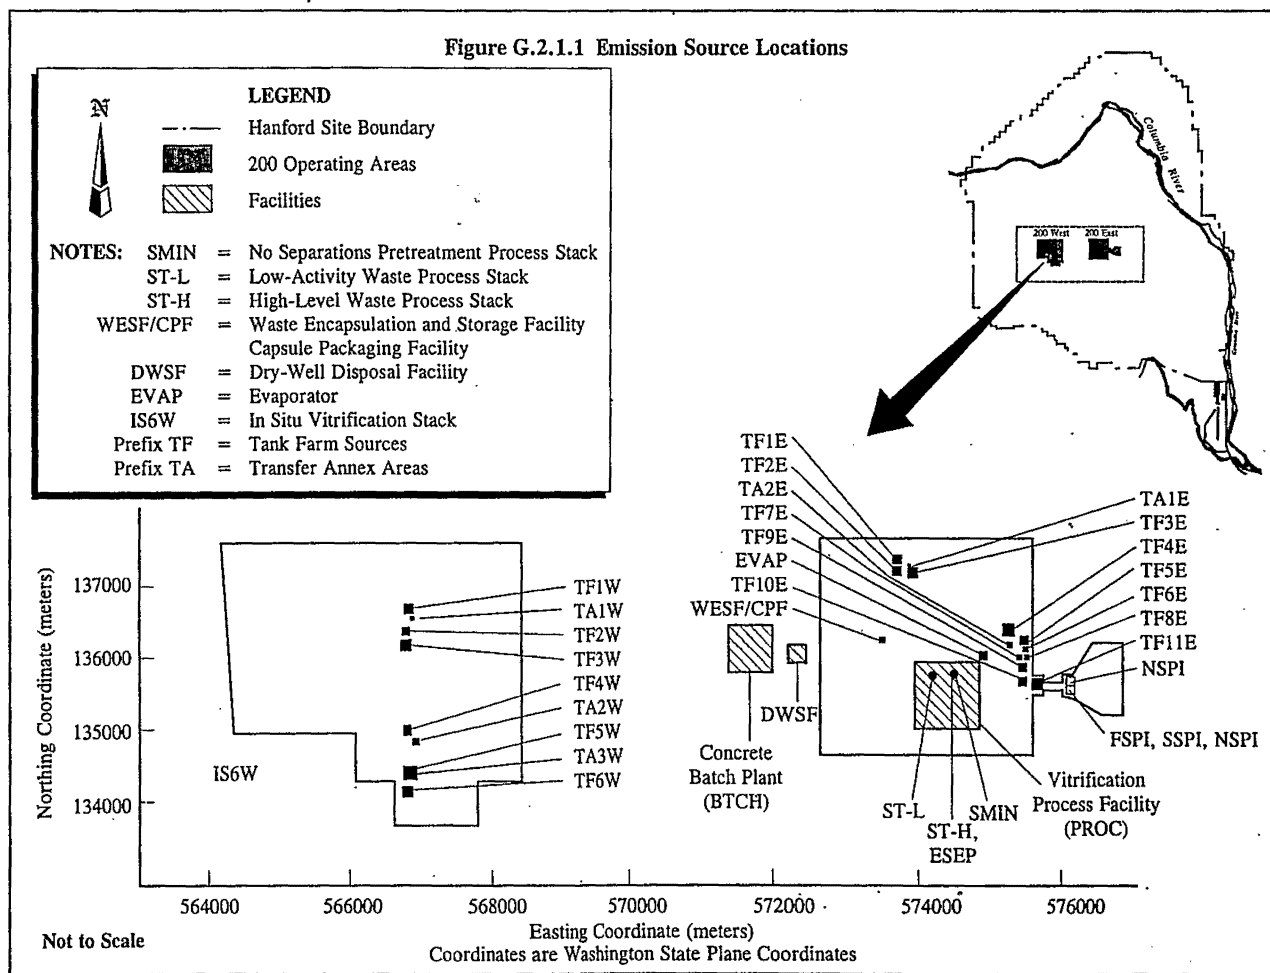 Figure G.2.1.1 Emission Source Locations
LEGEND
N
Hanford Site Boundary
200 Operating Areas
Facilities
NOTES: SMIN = No Separations Pretreatment Process Stack
ST-L = Low-Activity Waste Process Stack
ST-H = High-Level Waste Process Stack
WESF/CPF = Waste Encapsulation and Storage Facility
Capsule Packaging Facility
DWSF = Dry-Well Disposal Facility
EVAP = Evaporator
IS6W = In Situ Vitrification Stack
Prefix TF = Tank Farm Sources
Prefix TA = Transfer Annex Areas
Columbia River
200 West 200 East
TF1E
TF2E
TA2E
TF7E
TF9E
EVAP
TF10E
WESF/CPF
TA1E
TF3E
TF4E
TF5E
TF6E
TF8E
TF11E
NSPI
FSPI, SSPI, NSPI
DWSF
Concrete
Batch Plant
(BTCH)
ST-L
ST-H,
ESEP
SMIN
Vitrification
Process Facility
(PROC)
TF1W
TA1W
TF2W
TF3W
TF4W
TA2W
TF5W
TA3W
TF6W
IS6W
Northing Coordinate (meters)
137000
136000
135000
134000
564000 566000 568000 570000 572000 574000 576000
Easting Coordinate (meters)
Coordinates are Washington State Plane Coordinates
Not to Scale